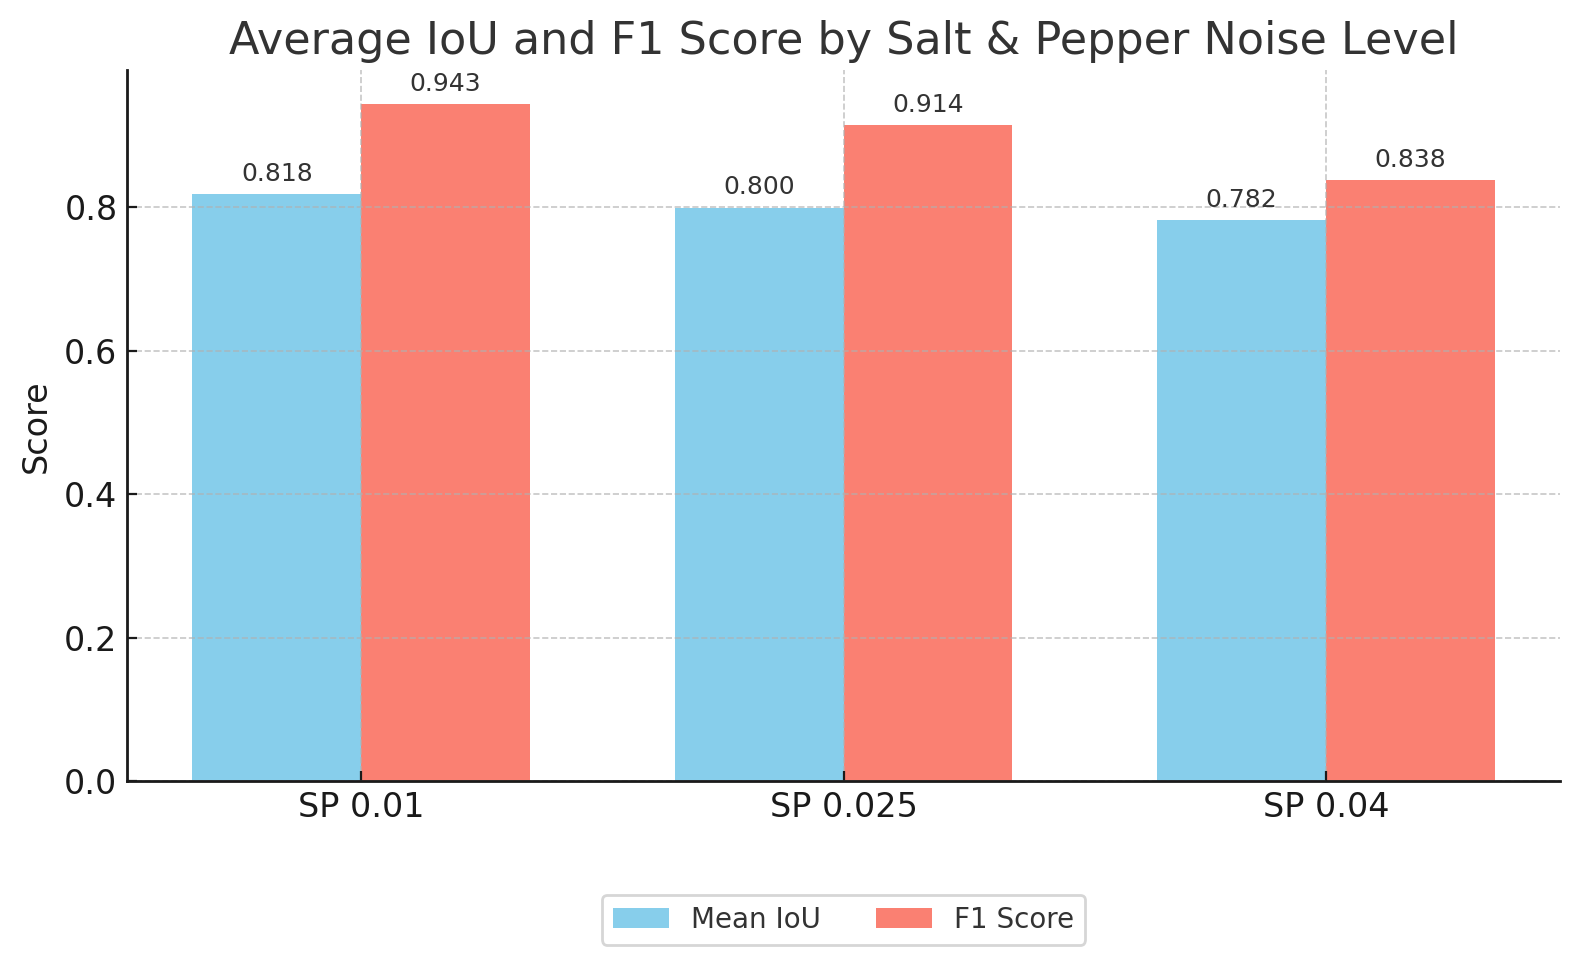 Average IoU and F1 Score by Salt & Pepper Noise Level
0.943
0.914
0.838
0.818
0.800
0.782
0.8
0.6
0.4
0.2
0.0
Score
SP 0.01
SP 0.025
SP 0.04
Mean IoU
F1 Score